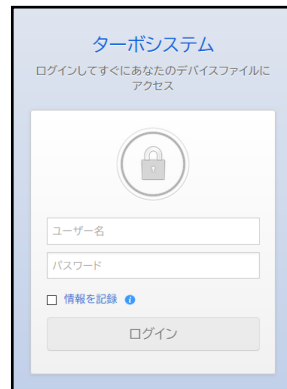 ターボシステム
ログインしてすぐにあなたのデバイスファイルに
アクセス
ユーザー名
パスワード
情報を記録
ログイン